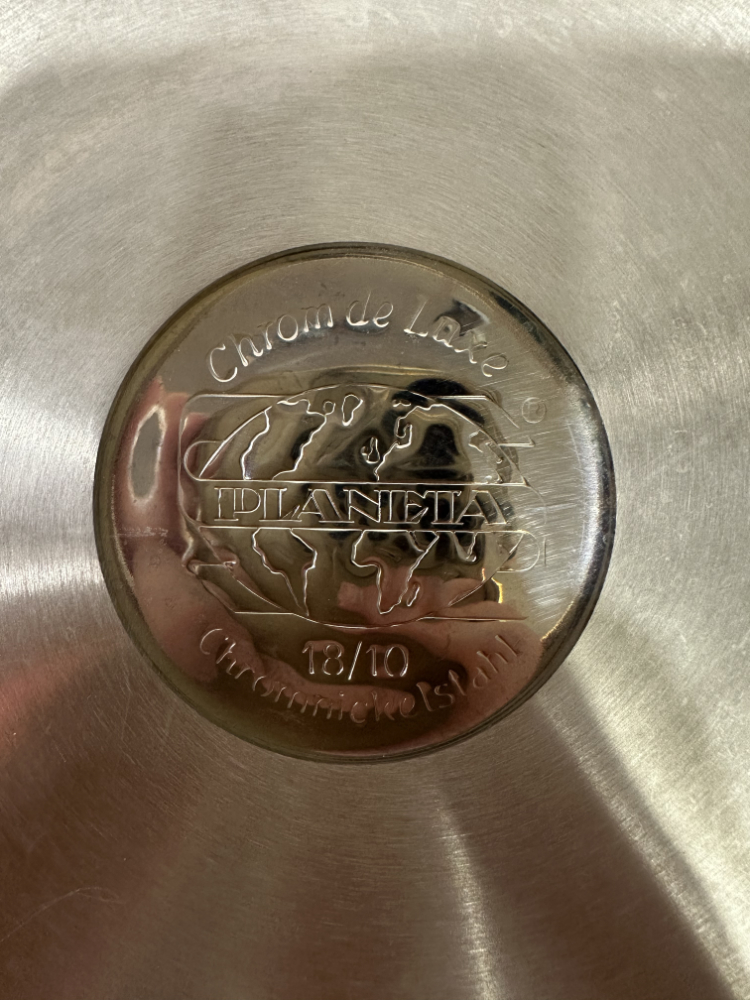 Chrom de Luxe
PLANETA
18/10
Chromnickelstahl